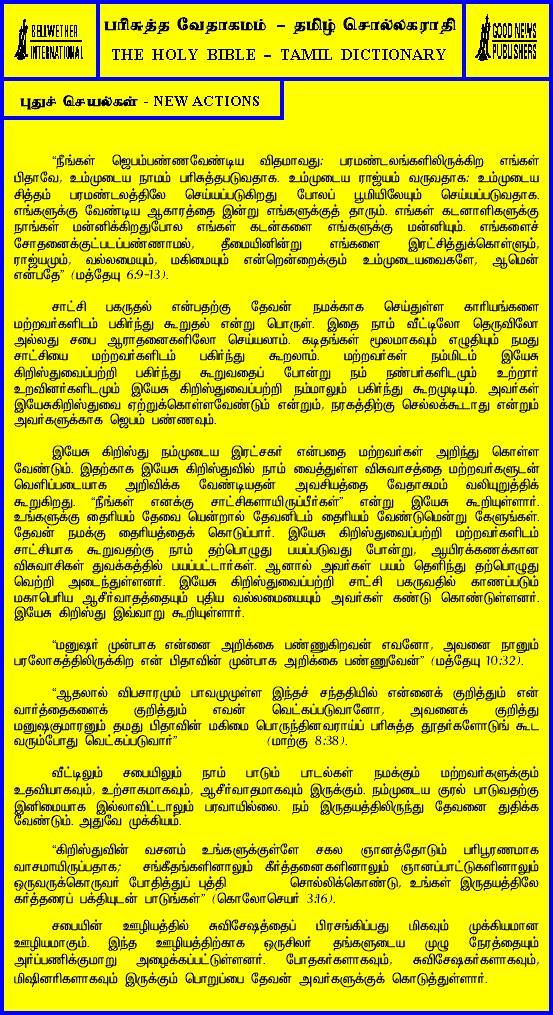 BELLWETHER
INTERNATIONAL
பரிசுத்த வேதாகமம் – தமிழ் சொல்லகராதி
THE HOLY BIBLE – TAMIL DICTIONARY
GOOD NEWS
PUBLISHERS
புதுச் செயல்கள் - NEW ACTIONS
“நீங்கள் ஜெபம்பண்ணவேண்டிய விதமாவது: பரமண்டலங்களிலிருக்கிற எங்கள்
பிதாவே, உம்முடைய நாமம் பரிசுத்தபடுவதாக. உம்முடைய ராஜ்யம் வருவதாக: உம்முடைய
சித்தம் பரமண்டலத்திலே செய்யப்படுகிறது போலப் பூமியிலேயும் செய்யப்படுவதாக.
எங்களுக்கு வேண்டிய ஆகாரத்தை இன்று எங்களுக்குத் தாரும். எங்கள் கடனாளிகளுக்கு
நாங்கள் மன்னிக்கிறதுபோல எங்கள் கடன்களை எங்களுக்கு மன்னியும். எங்களைச்
சோதனைக்குட்படப்பண்ணாமல், தீமையினின்று எங்களை இரட்சித்துக்கொள்ளும்,
ராஜ்யமும், வல்லமையும், மகிமையும் என்றென்றைக்கும் உம்முடையவைகளே, ஆமென்
என்பதே” (மத்தேயு 6:9-13).
சாட்சி பகருதல் என்பதற்கு தேவன் நமக்காக செய்துள்ள காரியங்களை
மற்றவர்களிடம் பகிர்ந்து கூறுதல் என்று பொருள். இதை நாம் வீட்டிலோ தெருவிலோ
அல்லது சபை ஆராதனைகளிலோ செய்யலாம். கடிதங்கள் மூலமாகவும் எழுதியும் நமது
சாட்சியை மற்றவர்களிடம் பகிர்ந்து கூறலாம். மற்றவர்கள் நம்மிடம் இயேசு
கிறிஸ்துவைப்பற்றி பகிர்ந்து கூறுவதைப் போன்று நம் நண்பர்களிடமும் உற்றார்
உறவினர்களிடமும் இயேசு கிறிஸ்துவைப்பற்றி நம்மாலும் பகிர்ந்து கூறமுடியும். அவர்கள்
இயேசுகிறிஸ்துவை ஏற்றுக்கொள்ளவேண்டும் என்றும், நரகத்திற்கு செல்லக்கூடாது என்றும்
அவர்களுக்காக ஜெபம் பண்ணவும்.
இயேசு கிறிஸ்து நம்முடைய இரட்சகர் என்பதை மற்றவர்கள் அறிந்து கொள்ள
வேண்டும். இதற்காக இயேசு கிறிஸ்துவில் நாம் வைத்துள்ள விசுவாசத்தை மற்றவர்களுடன்
வெளிப்படையாக அறிவிக்க வேண்டியதன் அவசியத்தை வேதாகமம் வலியுறுத்திக்
கூறுகிறது. “நீங்கள் எனக்கு சாட்சிகளாயிருப்பீர்கள்” என்று இயேசு கூறியுள்ளார்.
உங்களுக்கு தைரியம் தேவை யென்றால் தேவனிடம் தைரியம் வேண்டுமென்று கேளுங்கள்.
தேவன் நமக்கு தைரியத்தைக் கொடுப்பார். இயேசு கிறிஸ்துவைப்பற்றி மற்றவர்களிடம்
சாட்சியாக கூறுவதற்கு நாம் தற்பொழுது பயப்படுவது போன்று, ஆயிரக்கணக்கான
விசுவாசிகள் துவக்கத்தில் பயப்பட்டார்கள். ஆனால் அவர்கள் பயம் தெளிந்து தற்பொழுது
வெற்றி அடைந்துள்ளனர். இயேசு கிறிஸ்துவைப்பற்றி சாட்சி பகருவதில் காணப்படும்
மகாபெரிய ஆசீர்வாதத்தையும் புதிய வல்லமையையும் அவர்கள் கண்டு கொண்டுள்ளனர்.
இயேசு கிறிஸ்து இவ்வாறு கூறியுள்ளார்.
“மனுஷர் முன்பாக என்னை அறிக்கை பண்ணுகிறவன் எவனோ, அவனை நானும்
பரலோகத்திலிருக்கிற என் பிதாவின் முன்பாக அறிக்கை பண்ணுவேன்” (மத்தேயு 10:32).
“ஆதலால் விபசாரமும் பாவமுமுள்ள இந்தச் சந்ததியில் என்னைக் குறித்தும் என்
வார்த்தைகளைக் குறித்தும் எவன் வெட்கப்படுவானோ, அவனைக் குறித்து
மனுஷகுமாரனும் தமது பிதாவின் மகிமை பொருந்தினவராய்ப் பரிசுத்த தூதர்களோடுங் கூட
வரும்போது வெட்கப்படுவார்” (மாற்கு 8:38).
வீட்டிலும் சபையிலும் நாம் பாடும் பாடல்கள் நமக்கும் மற்றவர்களுக்கும்
உதவியாகவும், உற்சாகமாகவும், ஆசீர்வாதமாகவும் இருக்கும். நம்முடைய குரல் பாடுவதற்கு
இனிமையாக இல்லாவிட்டாலும் பரவாயில்லை. நம் இருதயத்திலிருந்து தேவனை துதிக்க
வேண்டும். அதுவே முக்கியம்.
“கிறிஸ்துவின் வசனம் உங்களுக்குள்ளே சகல ஞானத்தோடும் பரிபூரணமாக
வாசமாயிருப்பதாக; சங்கீதங்களினாலும் கீர்த்தனைகளினாலும் ஞானப்பாட்டுகளினாலும்
ஒருவருக்கொருவர் போதித்துப் புத்தி சொல்லிக்கொண்டு, உங்கள் இருதயத்திலே
கர்த்தரைப் பக்தியுடன் பாடுங்கள்” (கொலோசெயர் 3:16).
சபையின் ஊழியத்தில் சுவிசேஷத்தைப் பிரசங்கிப்பது மிகவும் முக்கியமான
ஊழியமாகும். இந்த ஊழியத்திற்காக ஒருசிலர் தங்களுடைய முழு நேரத்தையும்
அர்ப்பணிக்குமாறு அழைக்கப்பட்டுள்ளனர். போதகர்களாகவும், சுவிசேஷகர்களாகவும்,
மிஷினரிகளாகவும் இருக்கும் பொறுப்பை தேவன் அவர்களுக்குக் கொடுத்துள்ளார்.